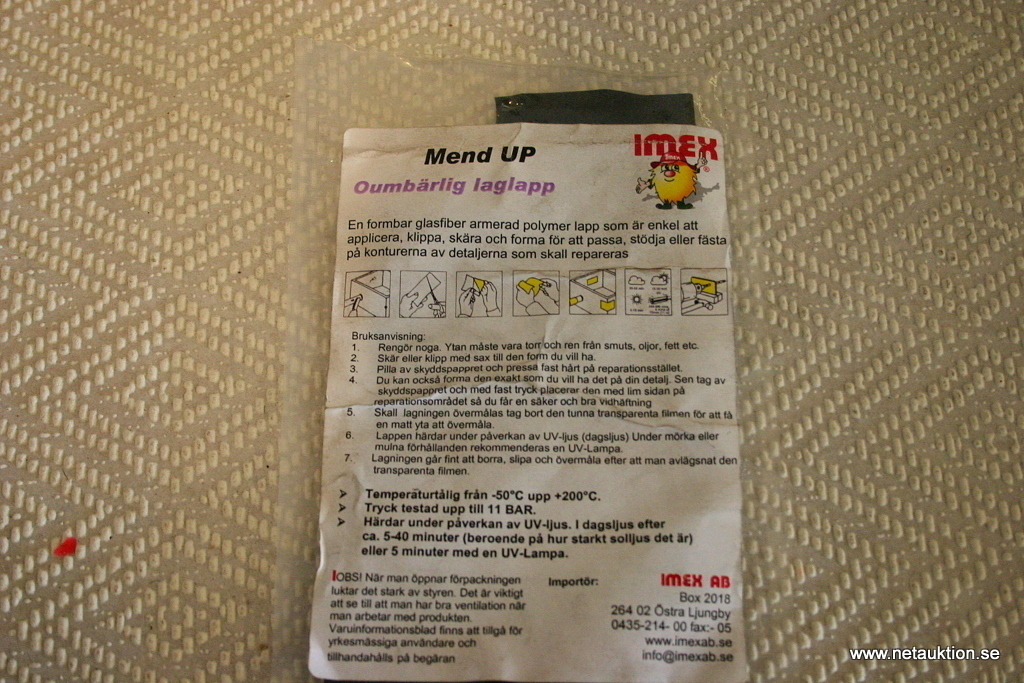 Mend UP
IMEX
Oumbärlig laglapp
En formbar glasfiber armerad polymer lapp som är enkel att
applicera, klippa, skära och forma för att passa, stödja eller fästa
på konturerna av detaljerna som skall repareras
Bruksanvisning:
1. Rengör noga. Ytan måste vara torr och ren från smuts, oljor, fett etc.
2. Skär eller klipp med sax till den form du vill ha.
3. Pilla av skyddspappret och pressa fast hårt på reparationsstället.
4. Du kan också forma den exakt som du vill ha det på din detalj. Sen tag av
skyddspappret och med fast tryck placerar den med lim sidan på
reparationsområdet så du får en säker och bra vidhäftning
5. Skall lagningen övermålas tag bort den tunna transparenta filmen för att få
en matt yta att övermåla.
6. Lappen härdar under påverkan av UV-ljus (dagsljus) Under mörka eller
mulna förhållanden rekommenderas en UV-Lampa.
7. Lagningen går fint att borra, slipa och övermåla efter att man avlägsnat den
transparenta filmen.
➤ Temperaturtålig från -50°C upp +200°C.
➤ Tryck testad upp till 11 BAR.
➤ Härdar under påverkan av UV-ljus. I dagsljus efter
ca. 5-40 minuter (beroende på hur starkt solljus det är)
eller 5 minuter med en UV-Lampa.
IOBS! När man öppnar förpackningen
luktar det stark av styren. Det är viktigt
att se till att man har bra ventilation när
man arbetar med produkten.
Varuinformationsblad finns att tillgå för
yrkesmässiga användare och
tillhandahålls på begäran
Importör: IMEX AB
Box 2018
264 02 Östra Ljungby
0435-214- 00 fax:- 05
www.imexab.se
info@imexab.se
www.netauktion.se